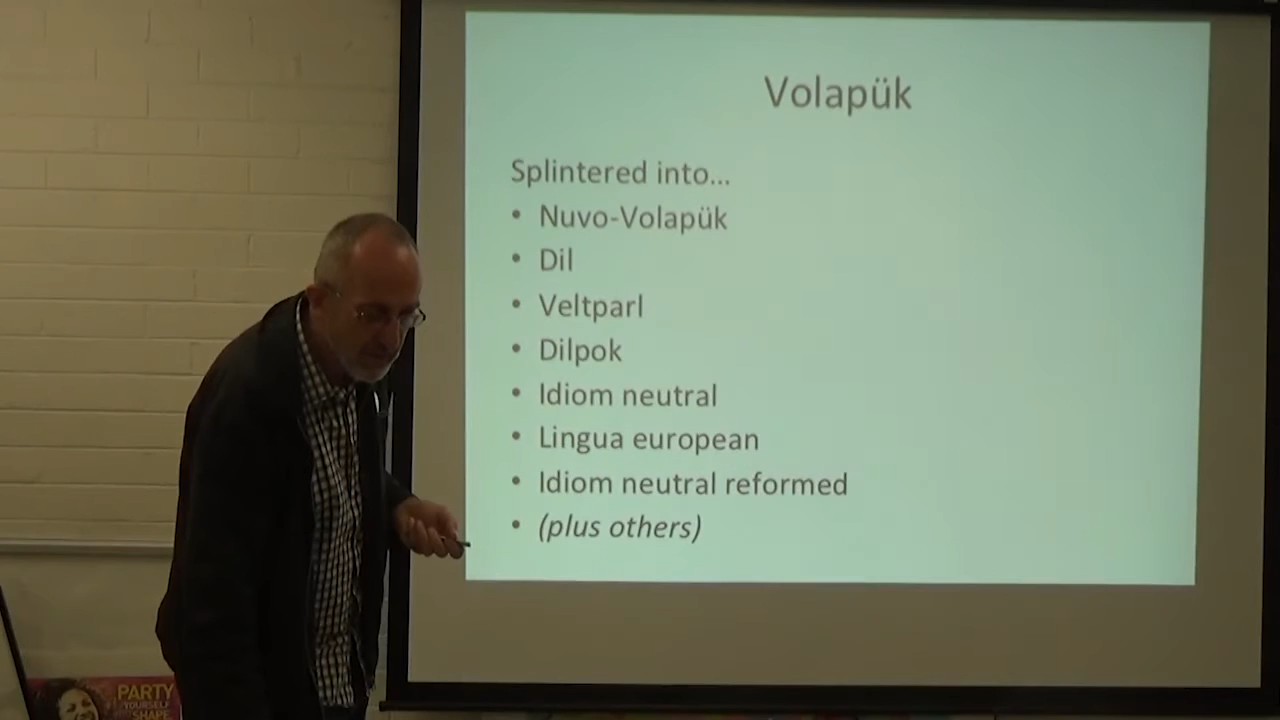 Volapük
Splintered into...
• Nuvo-Volapük
• Dil
• Veltparl
• Dilpok
• Idiom neutral
• Lingua european
• Idiom neutral reformed
• (plus others)
PARTY
YOURSELF
SHAPE